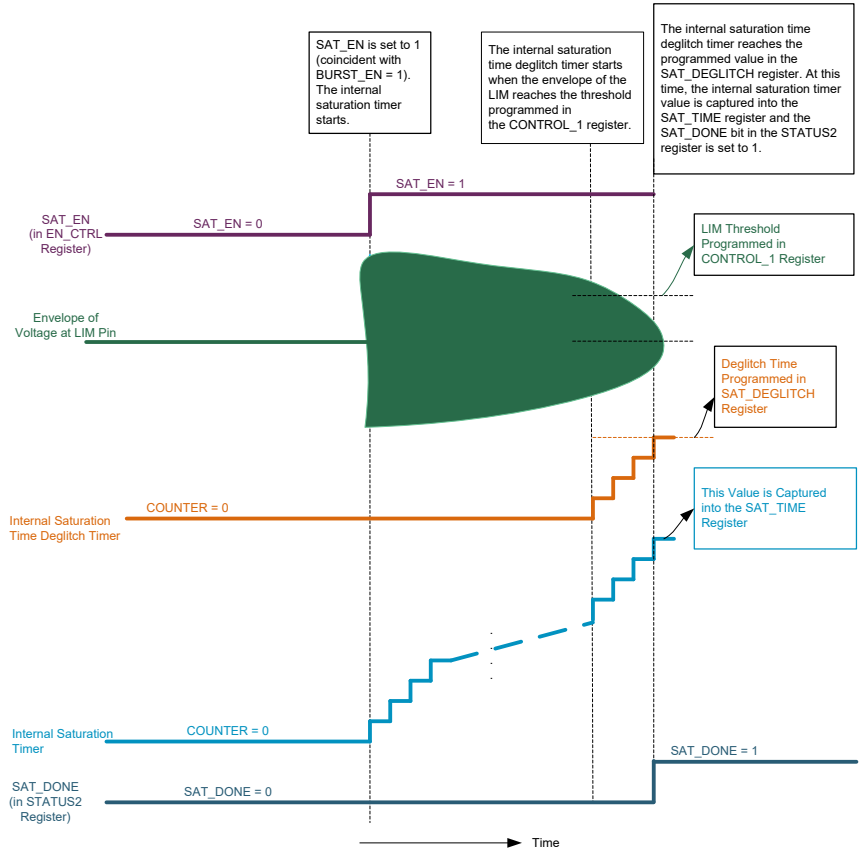 SAT_EN is set to 1
(coincident with
BURST_EN = 1).
The internal
saturation timer
starts.
The internal saturation
time deglitch timer starts
when the envelope of the
LIM reaches the threshold
programmed in
the CONTROL_1 register.
The internal saturation time
deglitch timer reaches the
programmed value in the
SAT_DEGLITCH register. At this
time, the internal saturation timer
value is captured into the
SAT_TIME register and the
SAT_DONE bit in the STATUS2
register is set to 1.
SAT_EN
(in EN_CTRL
Register)
SAT_EN = 0
SAT_EN = 1
LIM Threshold
Programmed in
CONTROL_1 Register
Envelope of
Voltage at LIM Pin
Deglitch Time
Programmed in
SAT_DEGLITCH
Register
COUNTER = 0
Internal Saturation
Time Deglitch Timer
This Value is Captured
into the SAT_TIME
Register
Internal Saturation
Timer
COUNTER = 0
SAT_DONE
(in STATUS2
Register)
SAT_DONE = 0
SAT_DONE = 1
Time